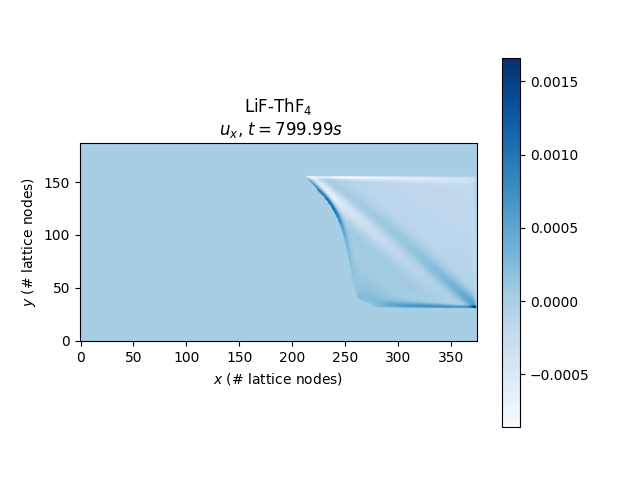 LiF-ThF₄
uₓ, t = 799.99s
y (# lattice nodes)
150
100
50
0
0 50 100 150 200 250 300 350
x (# lattice nodes)
0.0015
0.0010
0.0005
0.0000
−0.0005